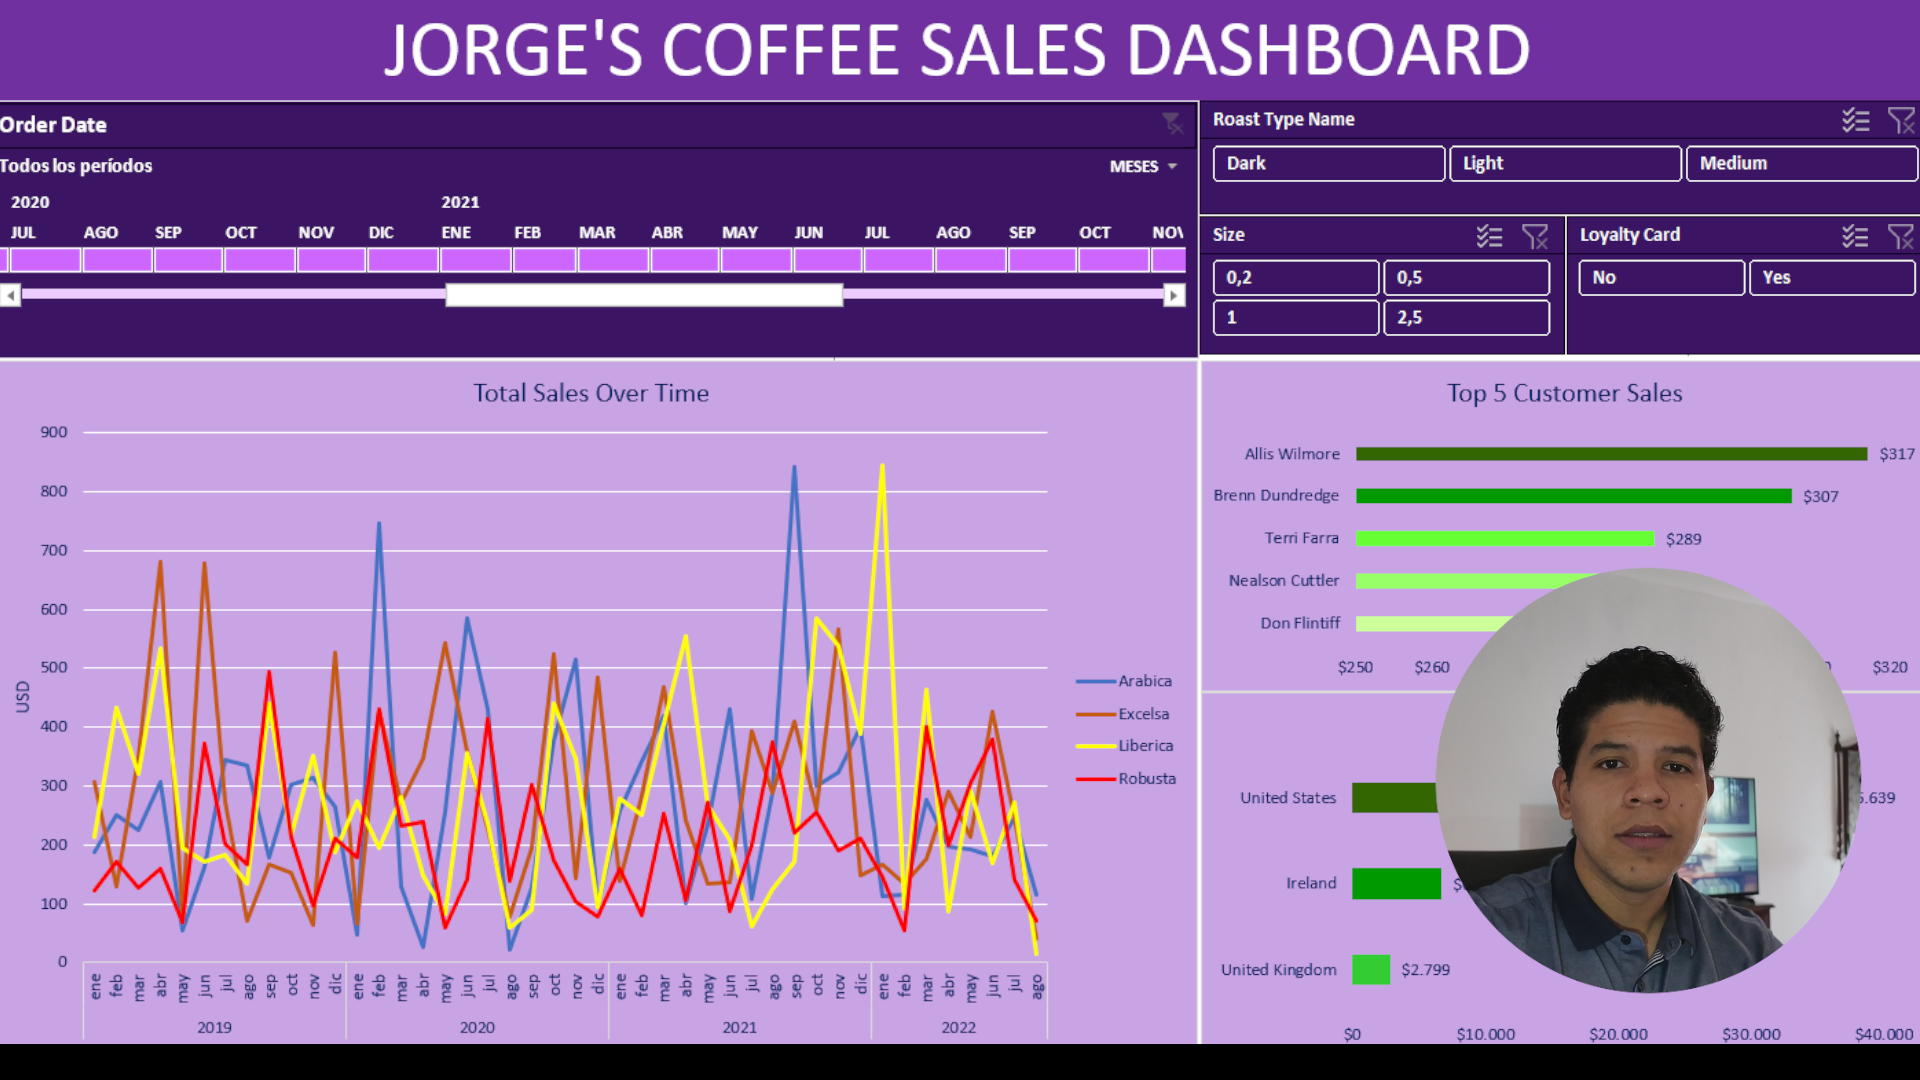 JORGE'S COFFEE SALES DASHBOARD
Order Date
Todos los períodos
MESES
2020 2021
JUL AGO SEP OCT NOV DIC ENE FEB MAR ABR MAY JUN JUL AGO SEP OCT NOV
Roast Type Name
Dark Light Medium
Size
0,2 0,5
1 2,5
Loyalty Card
No Yes
Total Sales Over Time
900
800
700
600
500
400
300
200
100
0
USD
ene feb mar abr may jun jul ago sep oct nov dic ene feb mar abr may jun jul ago sep oct nov dic ene feb mar abr may jun jul ago sep oct nov dic ene feb mar abr may jun jul ago
2019 2020 2021 2022
Arabica
Excelsa
Liberica
Robusta
Top 5 Customer Sales
Allis Wilmore $317
Brenn Dundredge $307
Terri Farra $289
Nealson Cuttler
Don Flintiff
$250 $260 $320
United States
Ireland
United Kingdom $2.799
$0 $10.000 $20.000 $30.000 $40.000